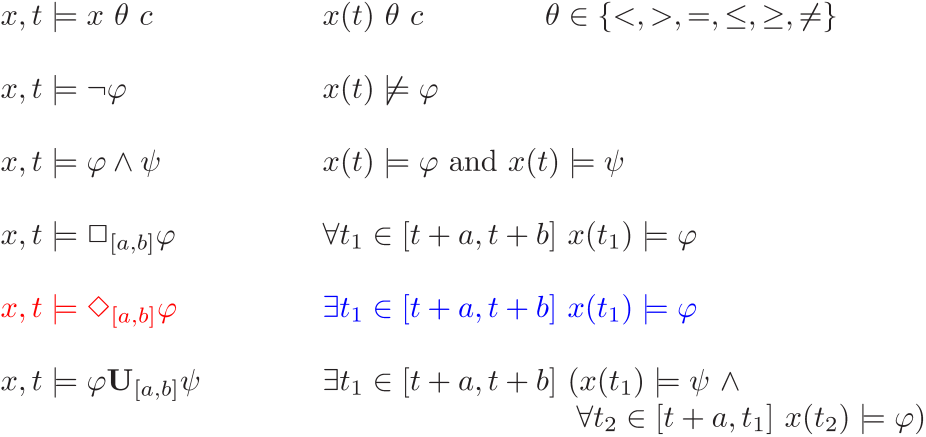 x, t ⊨ x θ c x(t) θ c θ ∈ {<, >, =, ≤, ≥, ≠}
x, t ⊨ ¬φ x(t) ⊭ φ
x, t ⊨ φ ∧ ψ x(t) ⊨ φ and x(t) ⊨ ψ
x, t ⊨ □[a,b]φ ∀t₁ ∈ [t + a, t + b] x(t₁) ⊨ φ
x, t ⊨ ◇[a,b]φ ∃t₁ ∈ [t + a, t + b] x(t₁) ⊨ φ
x, t ⊨ φU[a,b]ψ ∃t₁ ∈ [t + a, t + b] (x(t₁) ⊨ ψ ∧
∀t₂ ∈ [t + a, t₁] x(t₂) ⊨ φ)